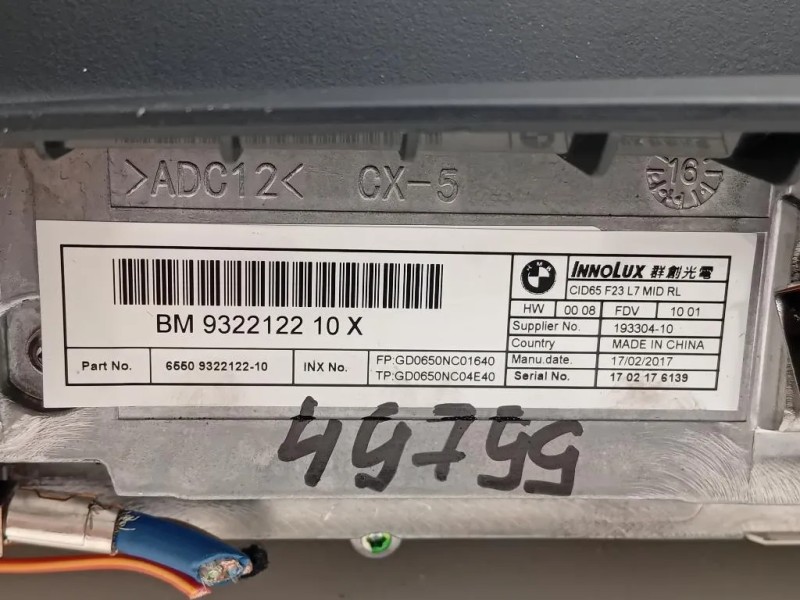 >ADC12< CX-5
16
BMW
INNOLUX 群創光電
CID65 F23 L7 MID RL
HW 00 08 FDV 10 01
BM 9322122 10 X
Supplier No. 193304-10
Country MADE IN CHINA
Part No. 6550 9322122-10 INX No. FP:GD0650NC01640
TP:GD0650NC04E40
Manu.date. 17/02/2017
Serial No. 17 02 17 6139